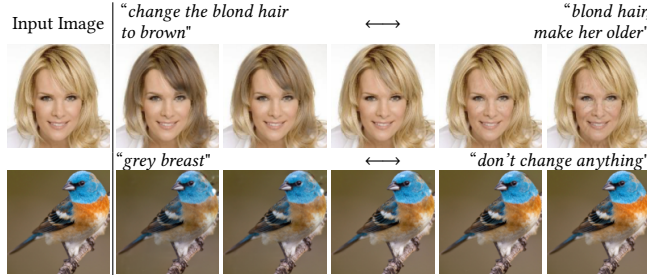 Input Image
"change the blond hair
to brown"
"blond hair,
make her older"
"grey breast"
"don't change anything"